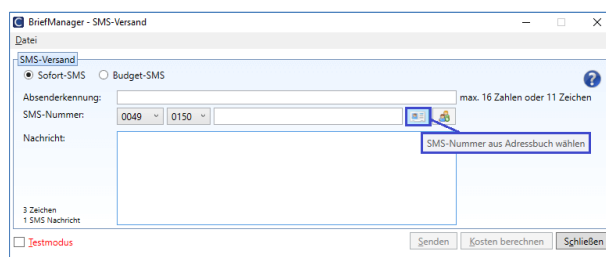 BriefManager - SMS-Versand
Datei
SMS-Versand
Sofort-SMS Budget-SMS
Absenderkennung: max. 16 Zahlen oder 11 Zeichen
SMS-Nummer: 0049 0150
Nachricht: SMS-Nummer aus Adressbuch wählen
3 Zeichen
1 SMS Nachricht
Testmodus Senden Kosten berechnen Schließen